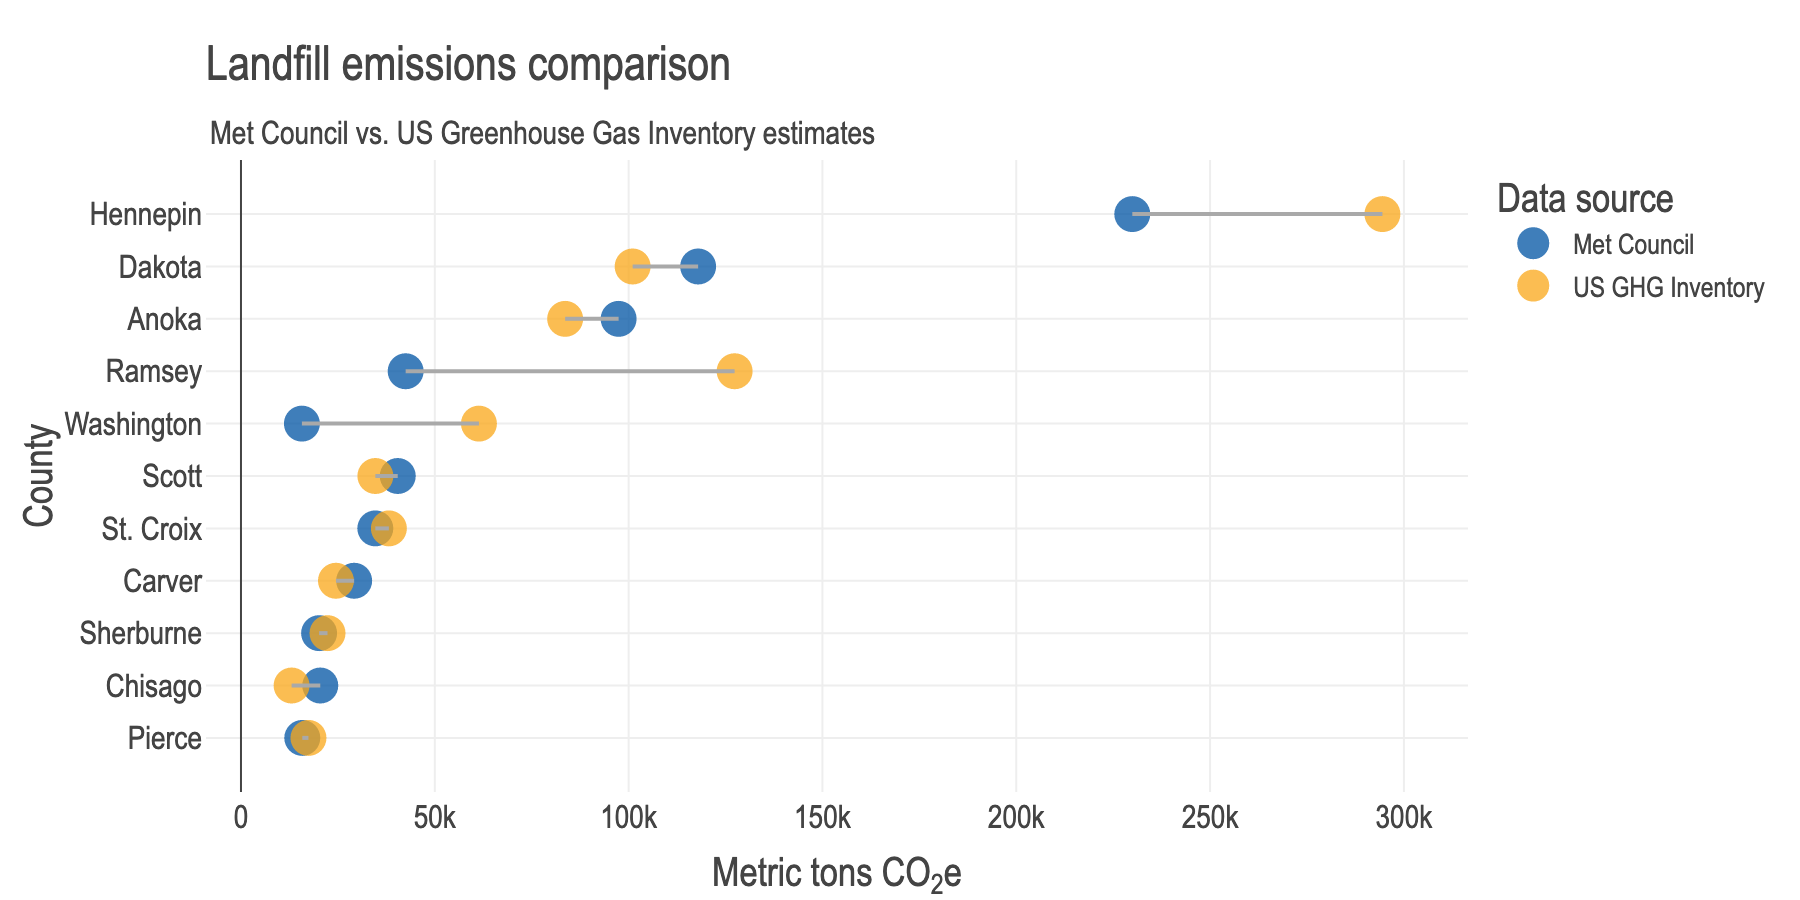 Landfill emissions comparison
Met Council vs. US Greenhouse Gas Inventory estimates
Data source
Met Council
US GHG Inventory
County
Hennepin
Dakota
Anoka
Ramsey
Washington
Scott
St. Croix
Carver
Sherburne
Chisago
Pierce
0 50k 100k 150k 200k 250k 300k
Metric tons CO₂e